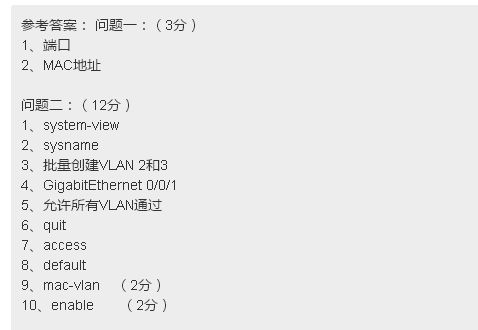 参考答案： 问题一：（3分）
1、端口
2、MAC地址
问题二：（12分）
1、system-view
2、sysname
3、批量创建VLAN 2和3
4、GigabitEthernet 0/0/1
5、允许所有VLAN通过
6、quit
7、access
8、default
9、mac-vlan （2分）
10、enable （2分）